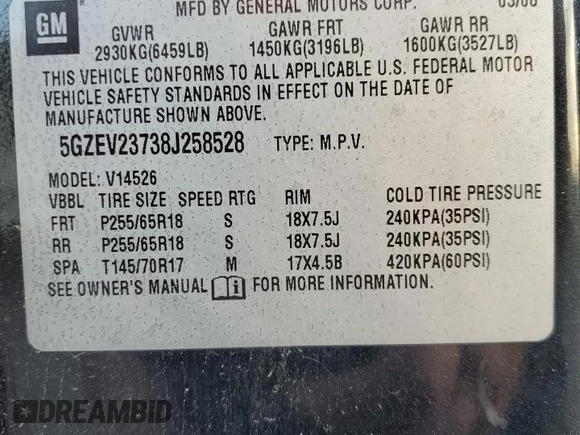 MFD BY GENERAL MOTORS CORP. 03/08
GM
GVWR GAWR FRT GAWR RR
2930KG(6459LB) 1450KG(3196LB) 1600KG(3527LB)
THIS VEHICLE CONFORMS TO ALL APPLICABLE U.S. FEDERAL MOTOR
VEHICLE SAFETY STANDARDS IN EFFECT ON THE DATE OF
MANUFACTURE SHOWN ABOVE.
5GZEV23738J258528 TYPE: M.P.V.
MODEL: V14526
VBBL TIRE SIZE SPEED RTG RIM COLD TIRE PRESSURE
FRT P255/65R18 S 18X7.5J 240KPA(35PSI)
RR P255/65R18 S 18X7.5J 240KPA(35PSI)
SPA T145/70R17 M 17X4.5B 420KPA(60PSI)
SEE OWNER'S MANUAL FOR MORE INFORMATION.
DREAMBID